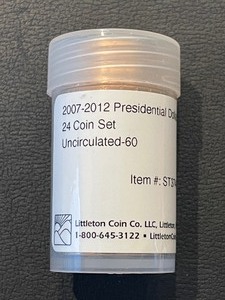 2007-2012 Presidential
24 Coin Set
Uncirculated-60
Item #:
Littleton Coin Co. LLC, Littleton,
1-800-645-3122 •